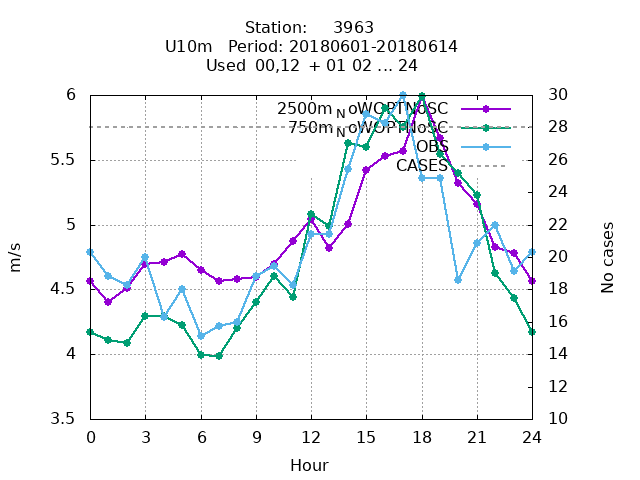 Station: 3963
U10m Period: 20180601-20180614
Used 00,12 + 01 02 ... 24
2500m_NoWOPTNoSC
750m_NoWOPTNoSC
OBS
CASES
6
5.5
5
4.5
4
3.5
30
28
26
24
22
20
18
16
14
12
10
0 3 6 9 12 15 18 21 24
m/s
No cases
Hour